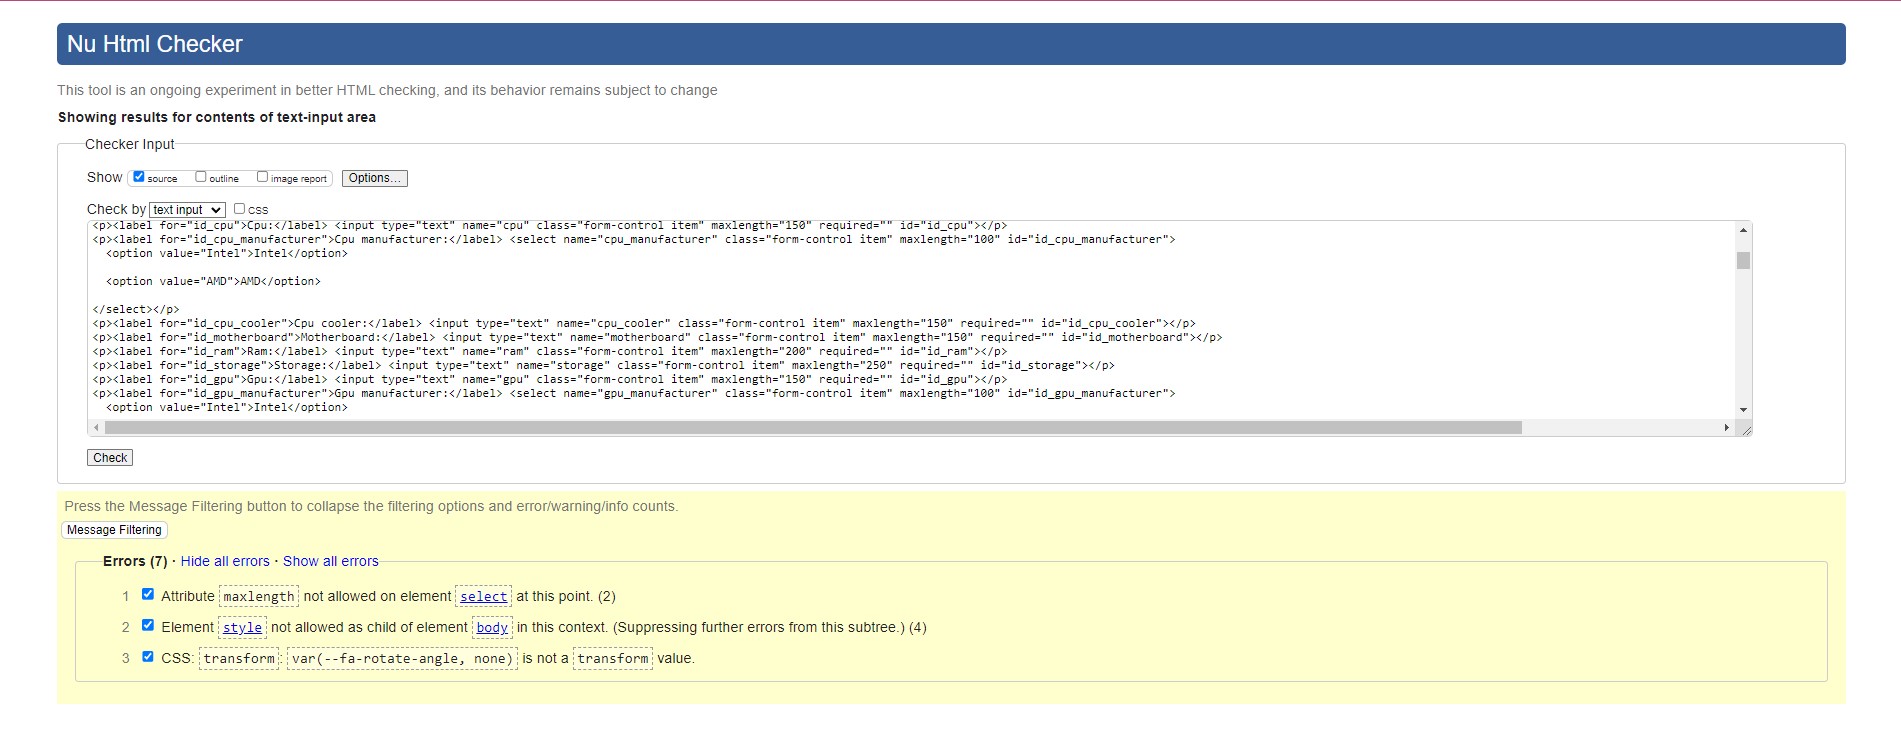 Nu Html Checker
This tool is an ongoing experiment in better HTML checking, and its behavior remains subject to change
Showing results for contents of text-input area
Checker Input
Show source outline image report Options...
Check by text input css
<p><label for="id_cpu">Cpu:</label> <input type="text" name="cpu" class="form-control item" maxlength="150" required="" id="id_cpu"></p>
<p><label for="id_cpu_manufacturer">Cpu manufacturer:</label> <select name="cpu_manufacturer" class="form-control item" maxlength="100" id="id_cpu_manufacturer">
<option value="Intel">Intel</option>
<option value="AMD">AMD</option>
</select></p>
<p><label for="id_cpu_cooler">Cpu cooler:</label> <input type="text" name="cpu_cooler" class="form-control item" maxlength="150" required="" id="id_cpu_cooler"></p>
<p><label for="id_motherboard">Motherboard:</label> <input type="text" name="motherboard" class="form-control item" maxlength="150" required="" id="id_motherboard"></p>
<p><label for="id_ram">Ram:</label> <input type="text" name="ram" class="form-control item" maxlength="200" required="" id="id_ram"></p>
<p><label for="id_storage">Storage:</label> <input type="text" name="storage" class="form-control item" maxlength="250" required="" id="id_storage"></p>
<p><label for="id_gpu">Gpu:</label> <input type="text" name="gpu" class="form-control item" maxlength="150" required="" id="id_gpu"></p>
<p><label for="id_gpu_manufacturer">Gpu manufacturer:</label> <select name="gpu_manufacturer" class="form-control item" maxlength="100" id="id_gpu_manufacturer">
<option value="Intel">Intel</option>
Check
Press the Message Filtering button to collapse the filtering options and error/warning/info counts.
Message Filtering
Errors (7) · Hide all errors · Show all errors
1 Attribute maxlength not allowed on element select at this point. (2)
2 Element style not allowed as child of element body in this context. (Suppressing further errors from this subtree.) (4)
3 CSS: transform: var(--fa-rotate-angle, none) is not a transform value.